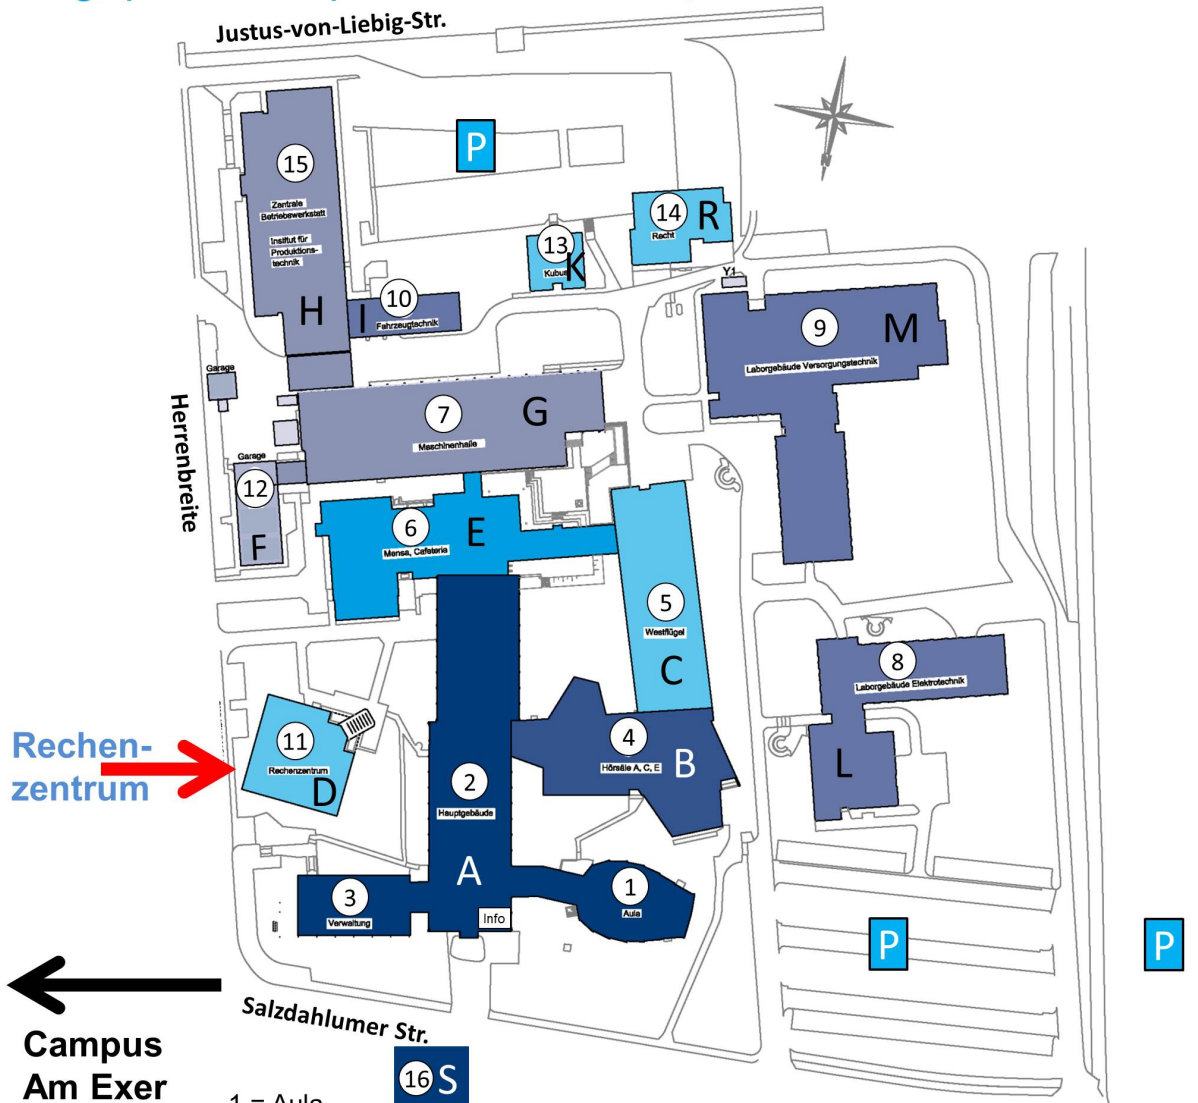 Justus-von-Liebig-Str.
P
15
Zentrale
Betriebswerkstatt
Institut für
Produktions-
technik
H
14
R
Recht
13
Kubus
K
Y1
10
I
Fahrzeugtechnik
9
M
Laborgebäude Versorgungstechnik
Garage
Herrenbreite
7
G
Maschinenhalle
Garage
12
F
6
E
Mensa, Cafeteria
5
Westflügel
C
8
Laborgebäude Elektrotechnik
L
Rechen-
zentrum
11
Rechenzentrum
D
4
Hörsäle A, C, E
B
2
Hauptgebäude
A
Info
3
Verwaltung
1
Aula
P
P
Salzdahlumer Str.
Campus
Am Exer
16 S
1 = Aula